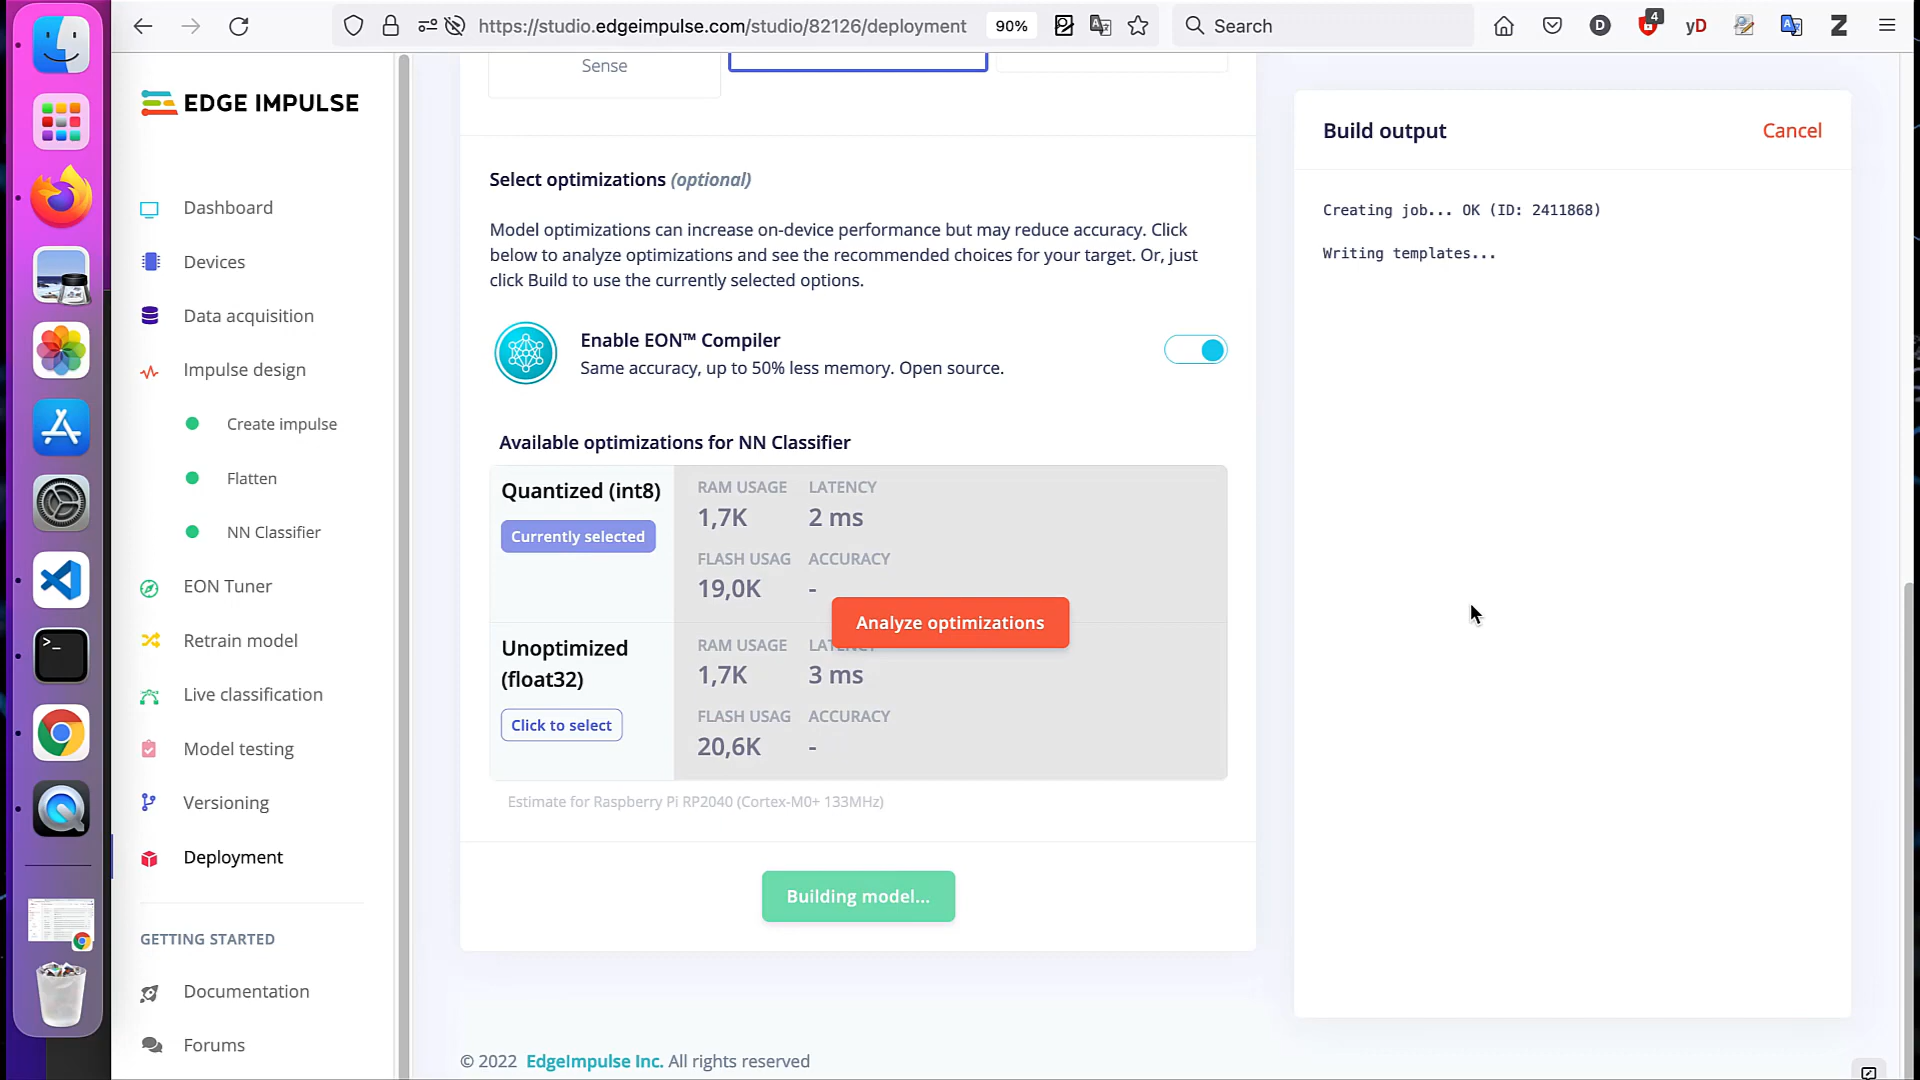 https://studio.edgeimpulse.com/studio/82126/deployment
90%
Search
4
D
yD
Z
EDGE IMPULSE
Dashboard
Devices
Data acquisition
Impulse design
Create impulse
Flatten
NN Classifier
EON Tuner
Retrain model
Live classification
Model testing
Versioning
Deployment
GETTING STARTED
Documentation
Forums
Sense
Select optimizations (optional)
Model optimizations can increase on-device performance but may reduce accuracy. Click
below to analyze optimizations and see the recommended choices for your target. Or, just
click Build to use the currently selected options.
Enable EON™ Compiler
Same accuracy, up to 50% less memory. Open source.
Available optimizations for NN Classifier
Quantized (int8)
Currently selected
RAM USAGE LATENCY
1,7K 2 ms
FLASH USAG ACCURACY
19,0K -
Analyze optimizations
Unoptimized
(float32)
Click to select
RAM USAGE LATENCY
1,7K 3 ms
FLASH USAG ACCURACY
20,6K -
Estimate for Raspberry Pi RP2040 (Cortex-M0+ 133MHz)
Building model...
© 2022 EdgeImpulse Inc. All rights reserved
Build output
Cancel
Creating job... OK (ID: 2411868)
Writing templates...